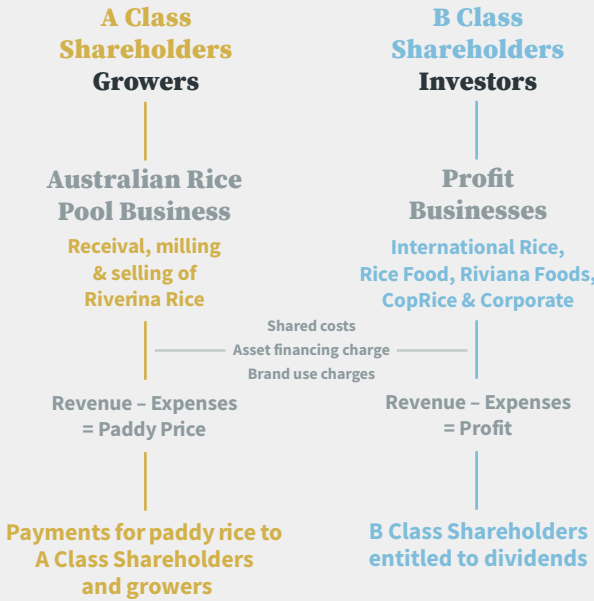 A Class
Shareholders
Growers
Australian Rice
Pool Business
Receival, milling
& selling of
Riverina Rice
B Class
Shareholders
Investors
Profit
Businesses
International Rice,
Rice Food, Riviana Foods,
CopRice & Corporate
Shared costs
Asset financing charge
Brand use charges
Revenue – Expenses
= Paddy Price
Payments for paddy rice to
A Class Shareholders
and growers
Revenue – Expenses
= Profit
B Class Shareholders
entitled to dividends